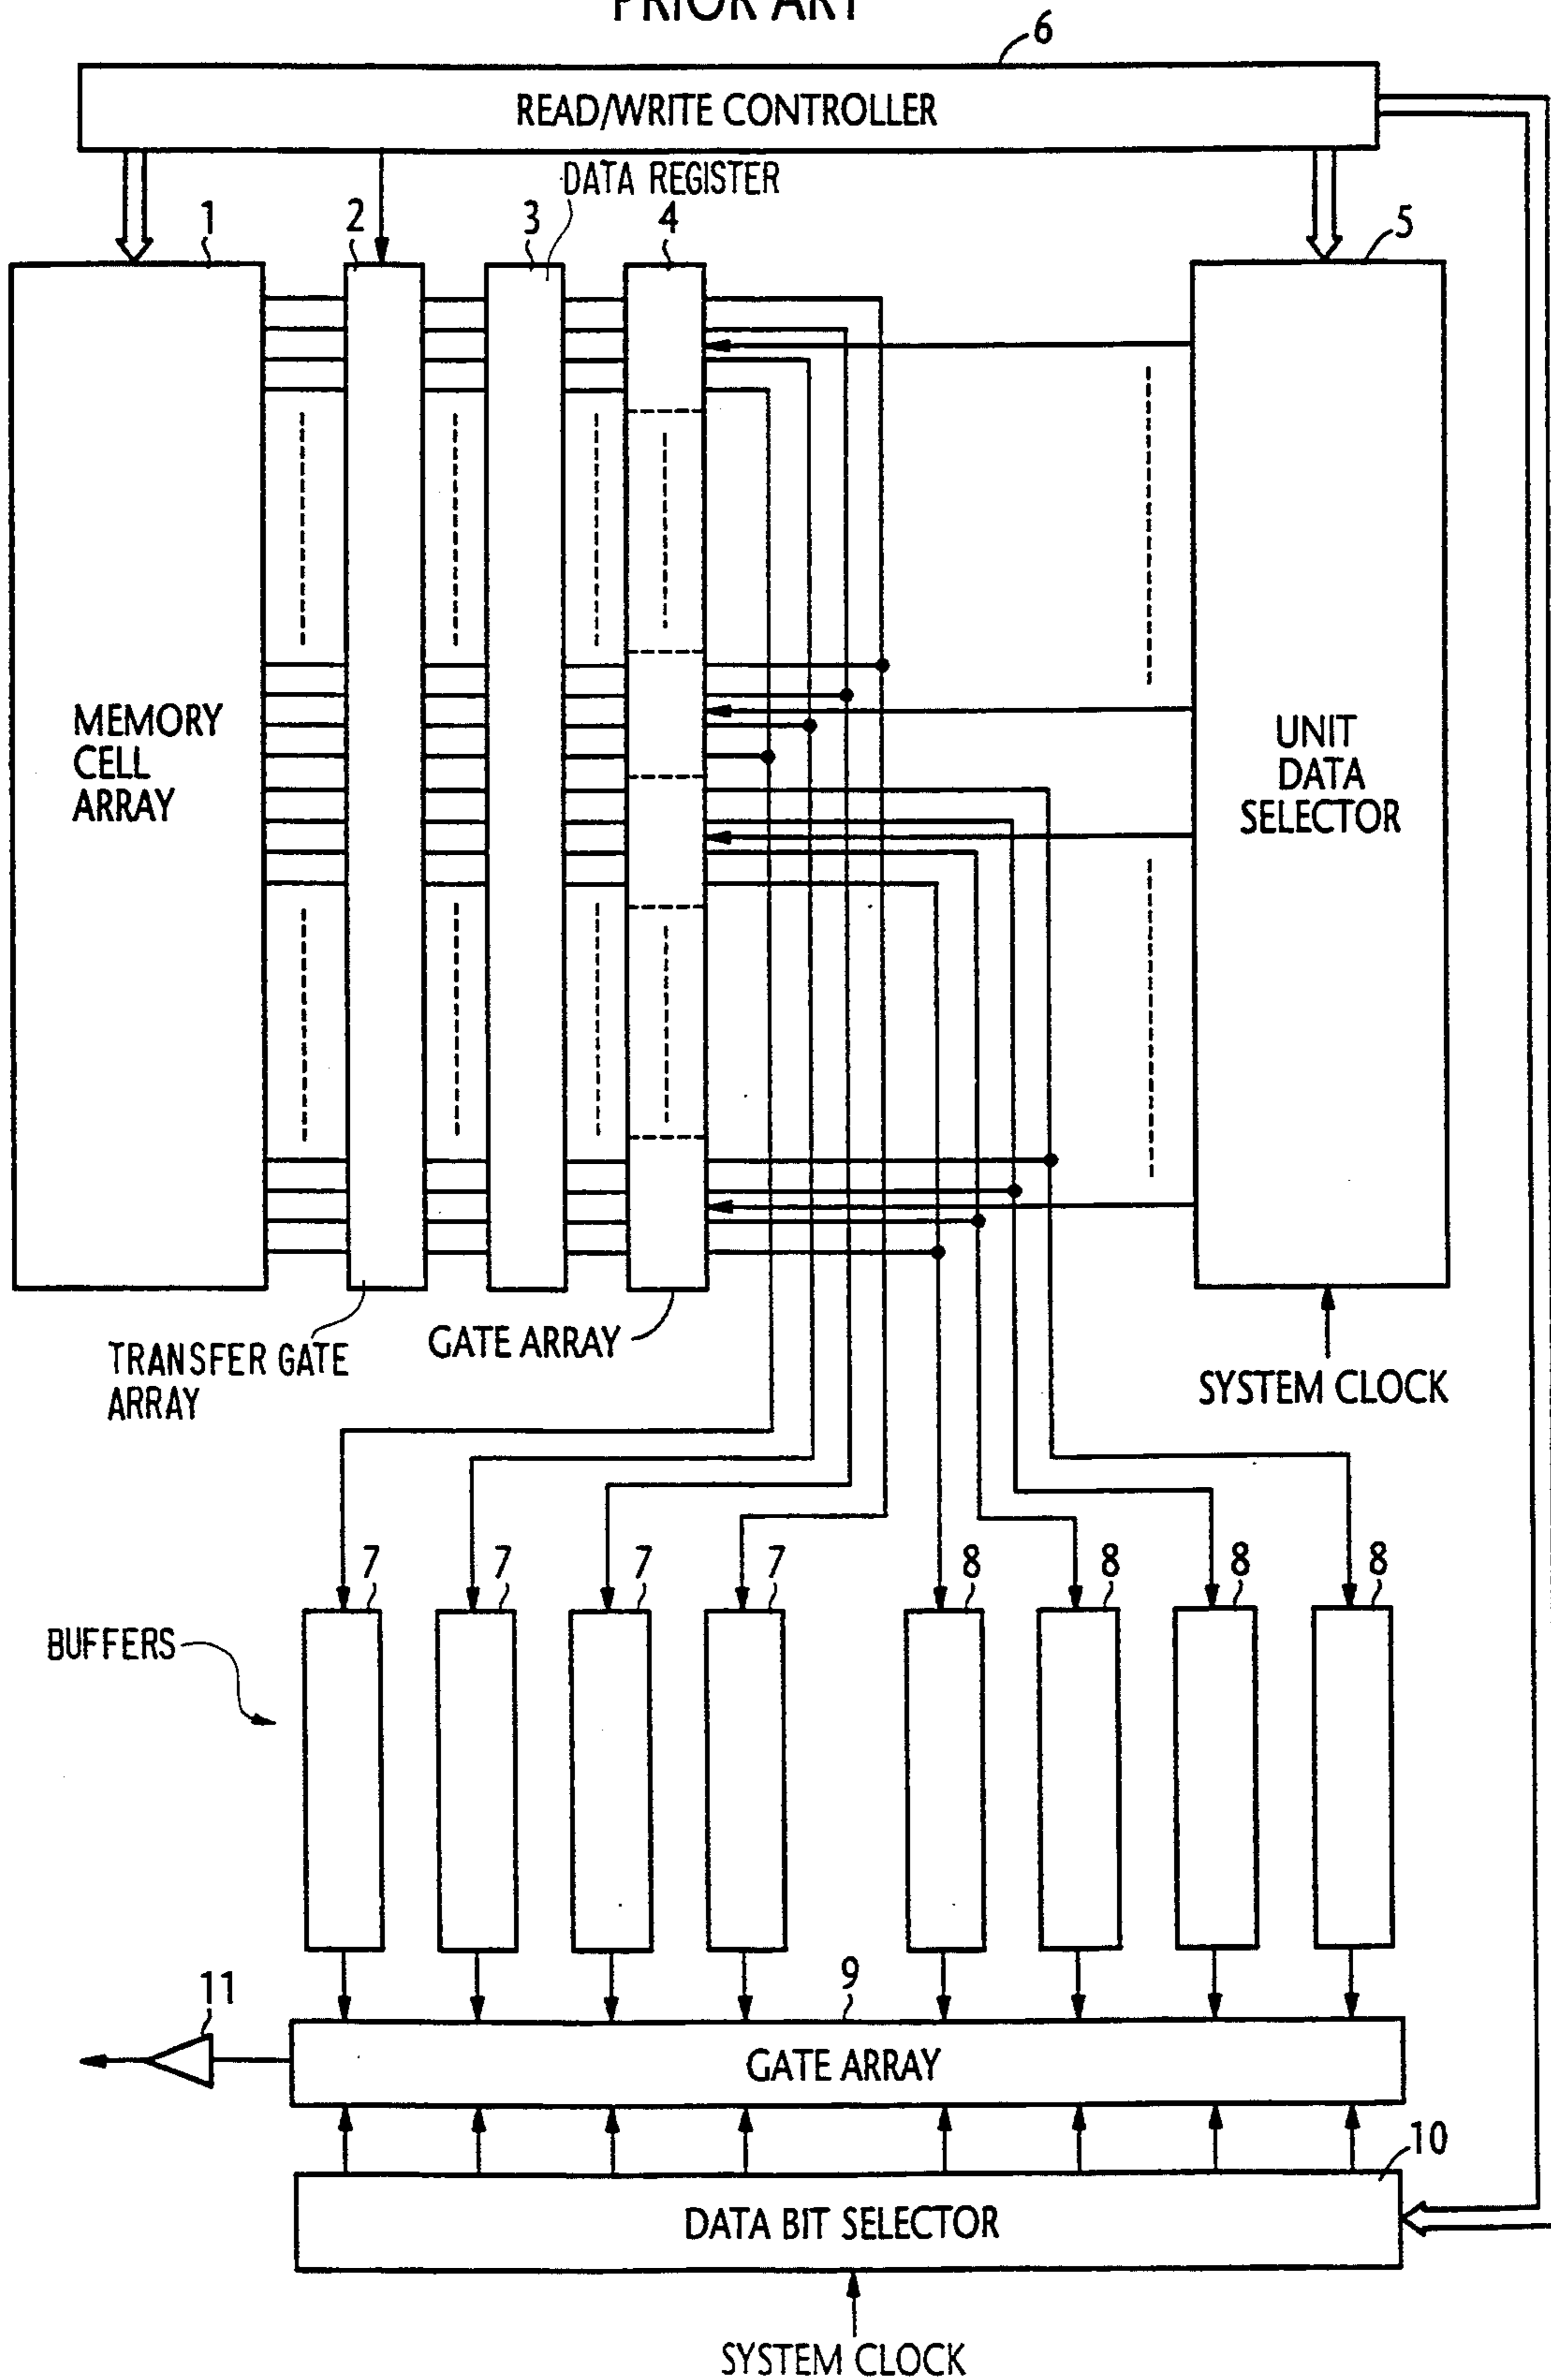 PRIOR ART
6
READ/WRITE CONTROLLER
DATA REGISTER
1
2
3
4
5
MEMORY
CELL
ARRAY
UNIT
DATA
SELECTOR
TRANSFER GATE
ARRAY
GATE ARRAY
SYSTEM CLOCK
7
7
7
7
8
8
8
8
BUFFERS
11
9
GATE ARRAY
10
DATA BIT SELECTOR
SYSTEM CLOCK